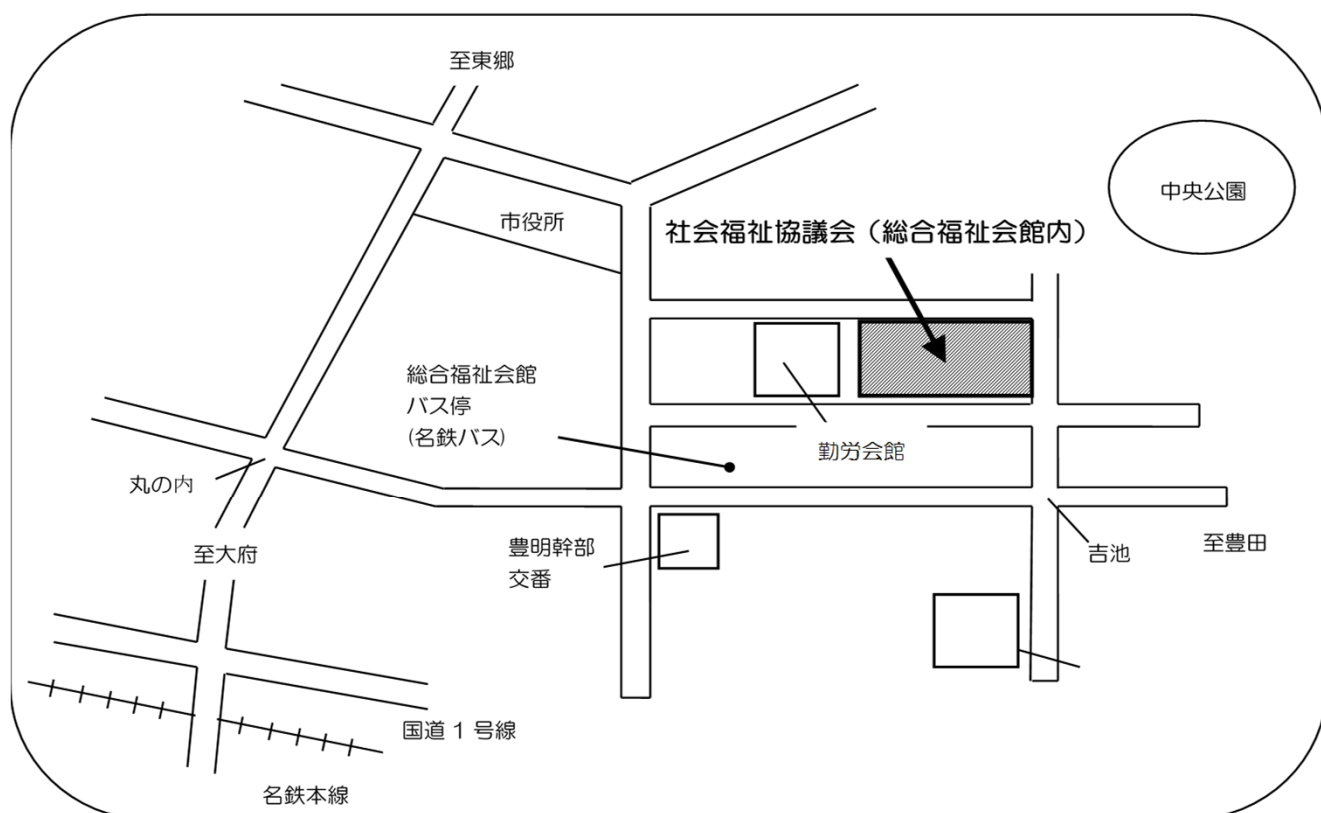 至東郷
中央公園
市役所
社会福祉協議会（総合福祉会館内）
総合福祉会館
バス停
(名鉄バス)
勤労会館
丸の内
豊明幹部
交番
吉池
至豊田
至大府
国道１号線
名鉄本線